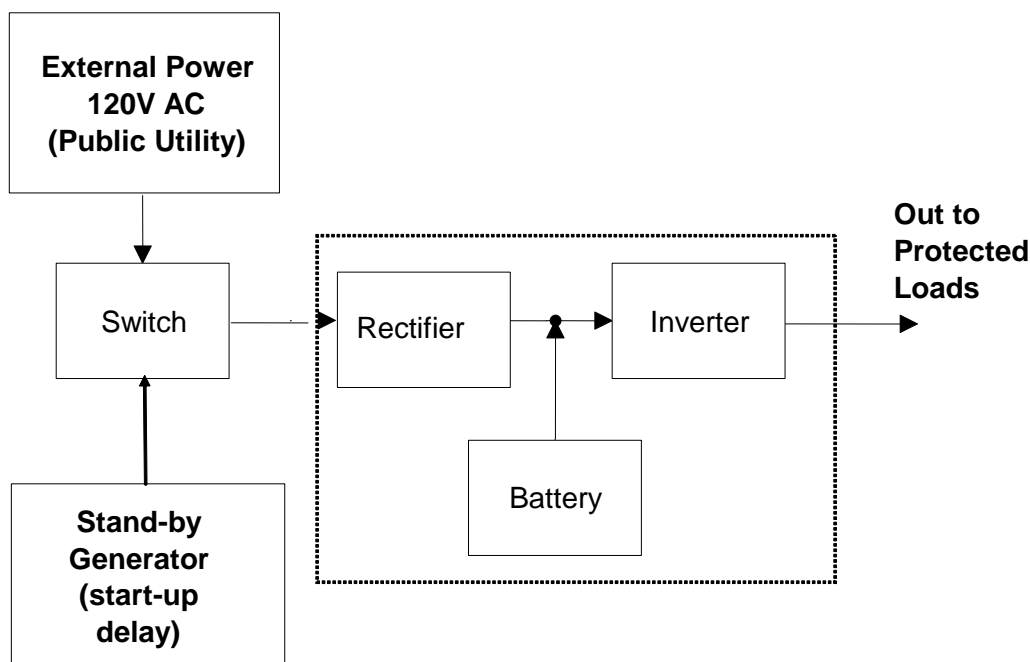 External Power
120V AC
(Public Utility)
Out to
Protected
Loads
Switch
Rectifier
Inverter
Battery
Stand-by
Generator
(start-up
delay)